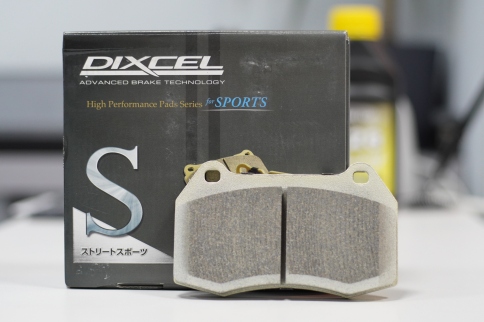 DIXCEL
ADVANCED BRAKE TECHNOLOGY
High Performance Pads Series for SPORTS
S
ストリートスポーツ